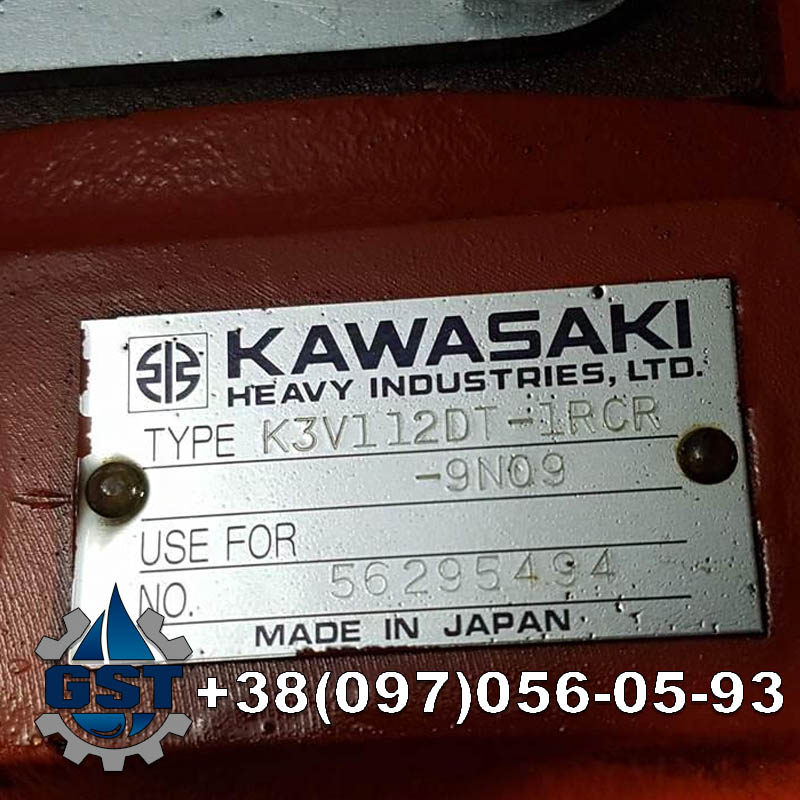 KAWASAKI
HEAVY INDUSTRIES, LTD.
TYPE K3V112DT-1RCR
-9N09
USE FOR
NO. 56295494
MADE IN JAPAN
GST +38(097)056-05-93